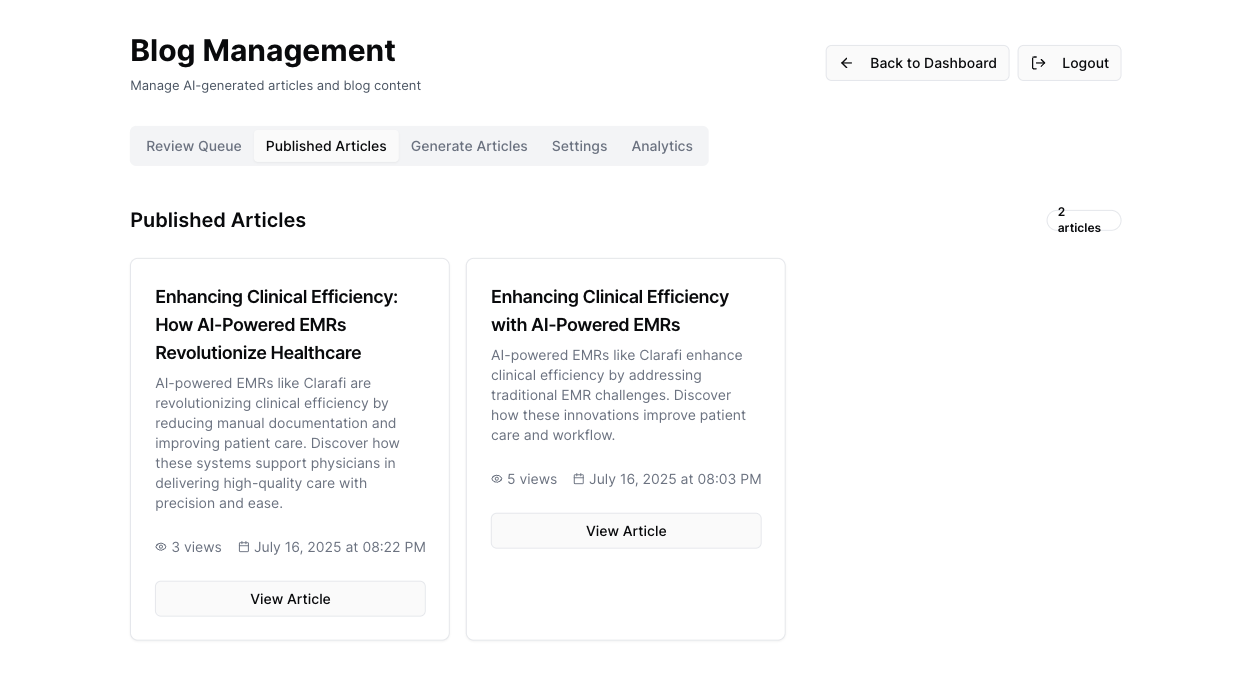 Blog Management
Manage AI-generated articles and blog content
Back to Dashboard
Logout
Review Queue
Published Articles
Generate Articles
Settings
Analytics
Published Articles
2
articles
Enhancing Clinical Efficiency:
How AI-Powered EMRs
Revolutionize Healthcare
AI-powered EMRs like Clarafi are
revolutionizing clinical efficiency by
reducing manual documentation and
improving patient care. Discover how
these systems support physicians in
delivering high-quality care with
precision and ease.
3 views
July 16, 2025 at 08:22 PM
View Article
Enhancing Clinical Efficiency
with AI-Powered EMRs
AI-powered EMRs like Clarafi enhance
clinical efficiency by addressing
traditional EMR challenges. Discover
how these innovations improve patient
care and workflow.
5 views
July 16, 2025 at 08:03 PM
View Article